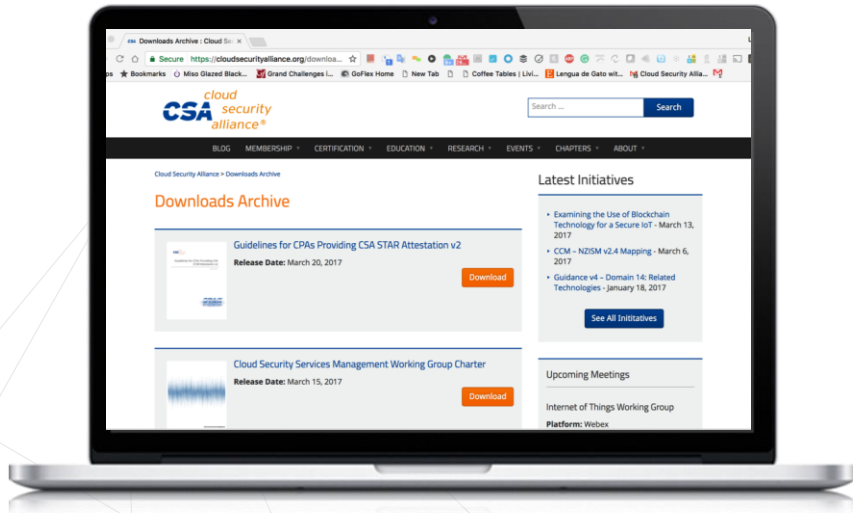 Downloads Archive : Cloud Se
Secure https://cloudsecurityalliance.org/downloa...
Bookmarks Miso Glazed Black... Grand Challenges i... GoFlex Home New Tab Coffee Tables | Livi... Lengua de Gato wit... Cloud Security Allia...
cloud
CSA security
alliance®
Search ...
Search
BLOG MEMBERSHIP CERTIFICATION EDUCATION RESEARCH EVENTS CHAPTERS ABOUT
Cloud Security Alliance > Downloads Archive
Downloads Archive
Guidelines for CPAs Providing CSA STAR Attestation v2
Release Date: March 20, 2017
Download
Cloud Security Services Management Working Group Charter
Release Date: March 15, 2017
Download
Latest Initiatives
Examining the Use of Blockchain
Technology for a Secure IoT - March 13,
2017
CCM – NZISM v2.4 Mapping - March 6,
2017
Guidance v4 – Domain 14: Related
Technologies - January 18, 2017
See All Inititatives
Upcoming Meetings
Internet of Things Working Group
Platform: Webex